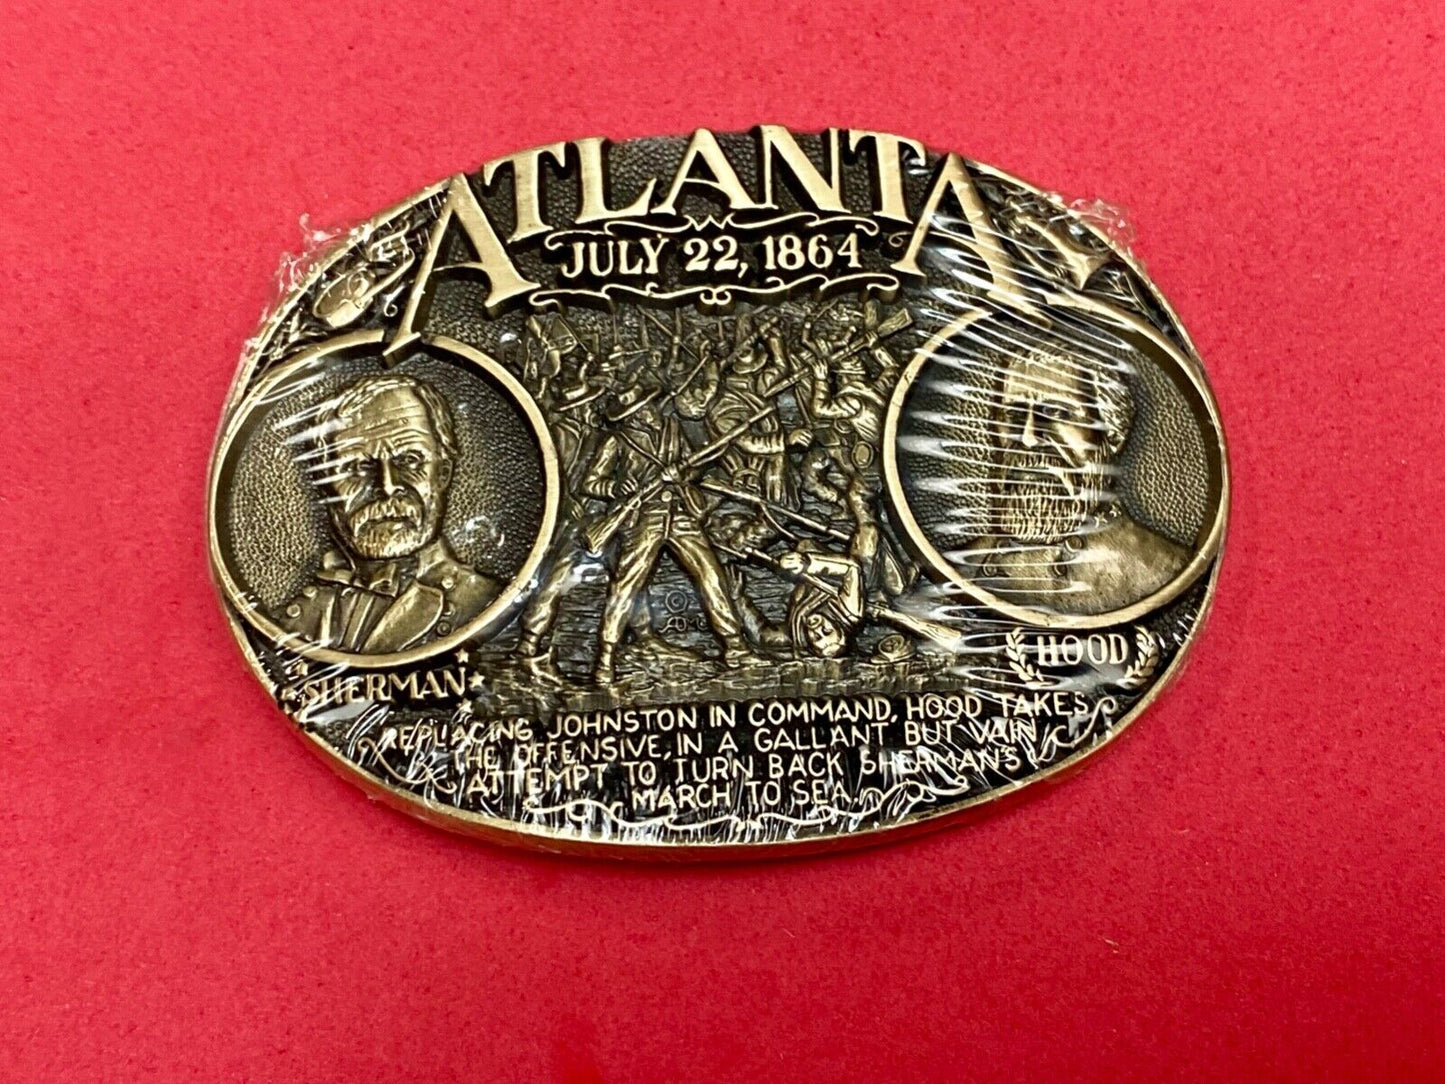 ATLANTA
JULY 22, 1864
SHERMAN
HOOD
REPLACING JOHNSTON IN COMMAND, HOOD TAKES
THE OFFENSIVE, IN A GALLANT BUT VAIN
ATTEMPT TO TURN BACK SHERMAN'S
MARCH TO SEA